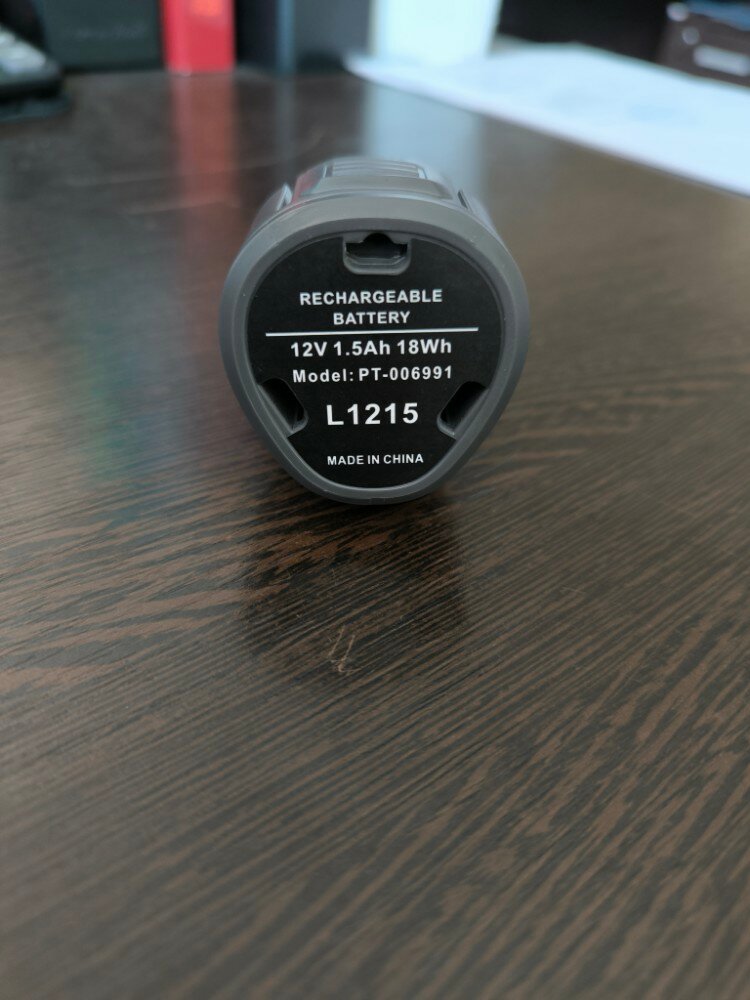 RECHARGEABLE
BATTERY
12V 1.5Ah 18Wh
Model: PT-006991
L1215
MADE IN CHINA